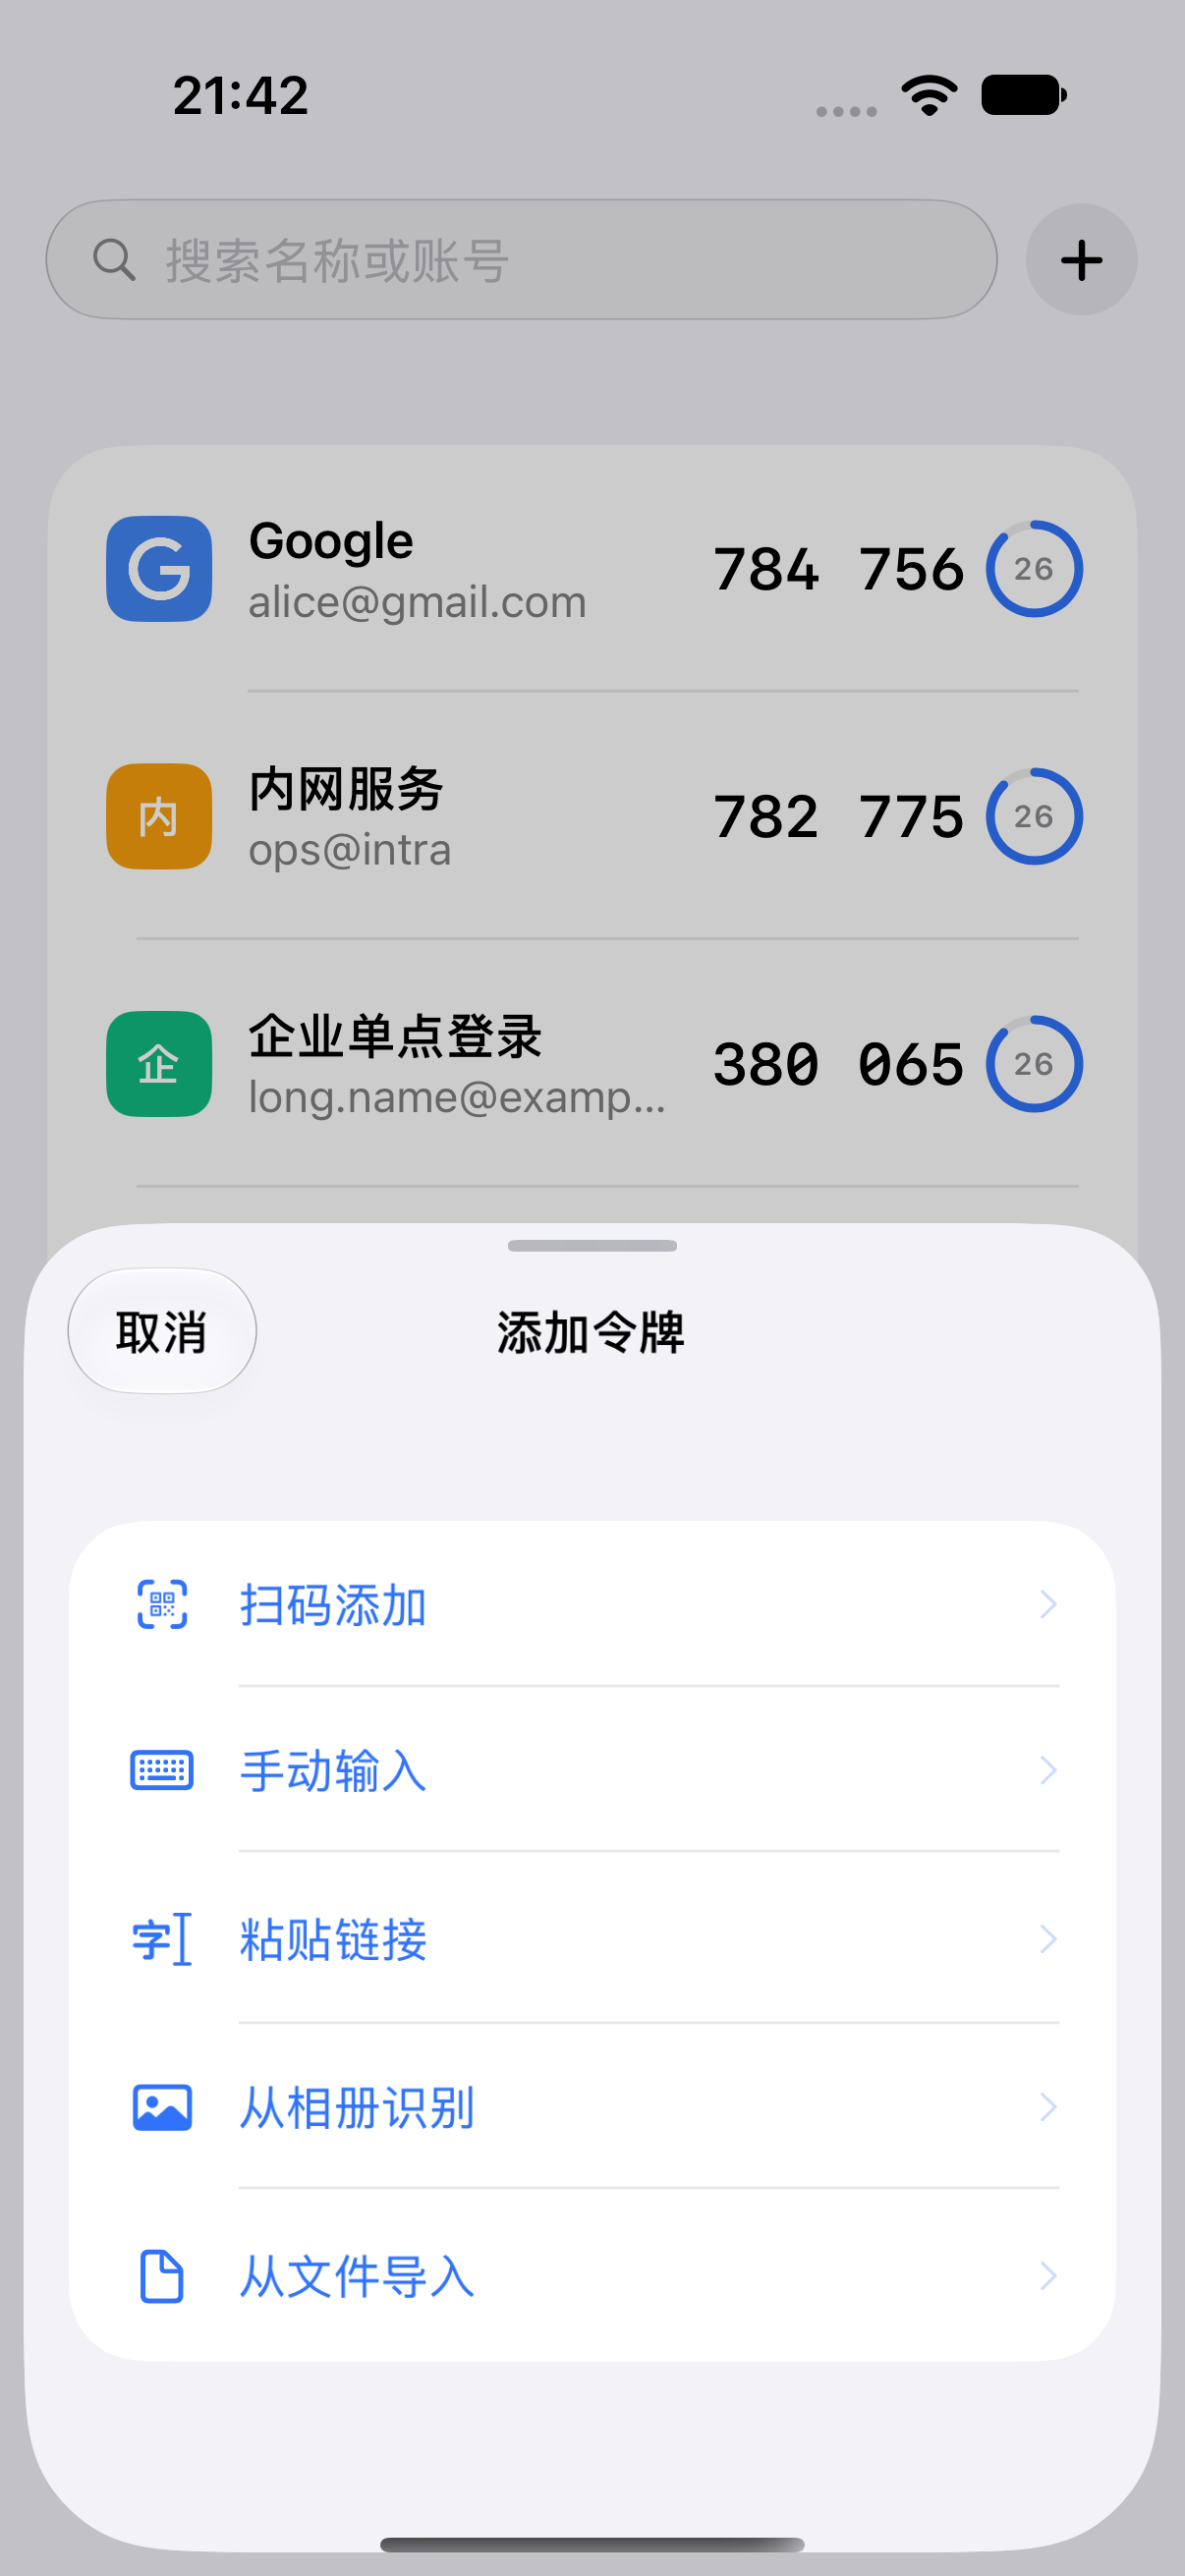 21:42
搜索名称或账号
Google
alice@gmail.com
784 756
26
内
内网服务
ops@intra
782 775
26
企
企业单点登录
long.name@examp...
380 065
26
取消
添加令牌
扫码添加
手动输入
字
粘贴链接
从相册识别
从文件导入